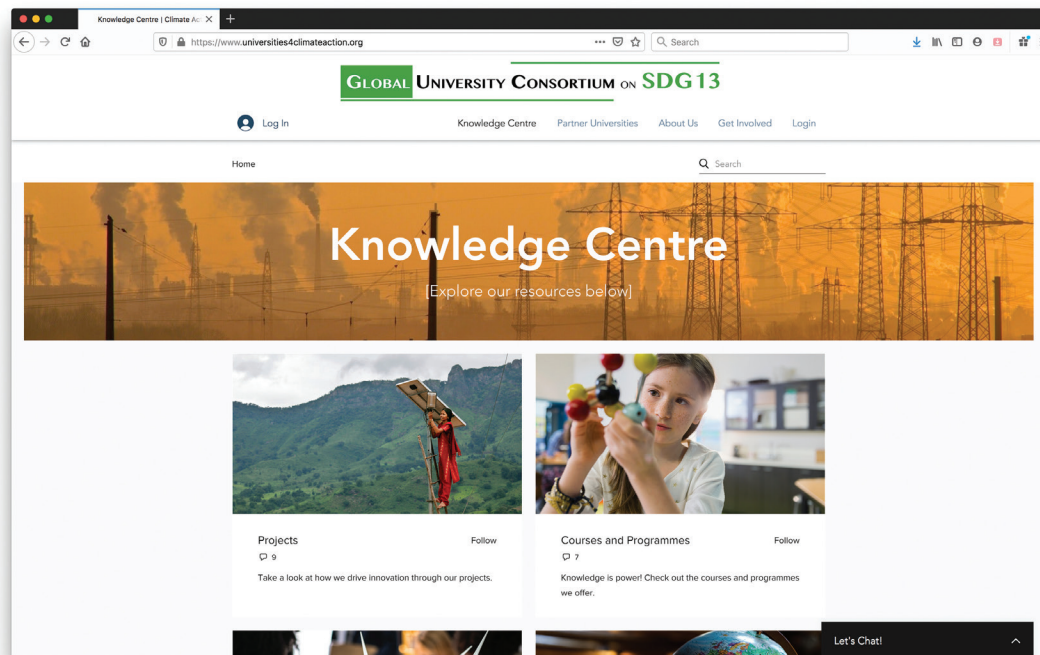 Knowledge Centre | Climate Ac
https://www.universities4climateaction.org
Search
GLOBAL UNIVERSITY CONSORTIUM ON SDG13
Log In
Knowledge Centre Partner Universities About Us Get Involved Login
Home
Search
Knowledge Centre
[Explore our resources below]
Projects
Follow
9
Take a look at how we drive innovation through our projects.
Courses and Programmes
Follow
7
Knowledge is power! Check out the courses and programmes
we offer.
Let's Chat!